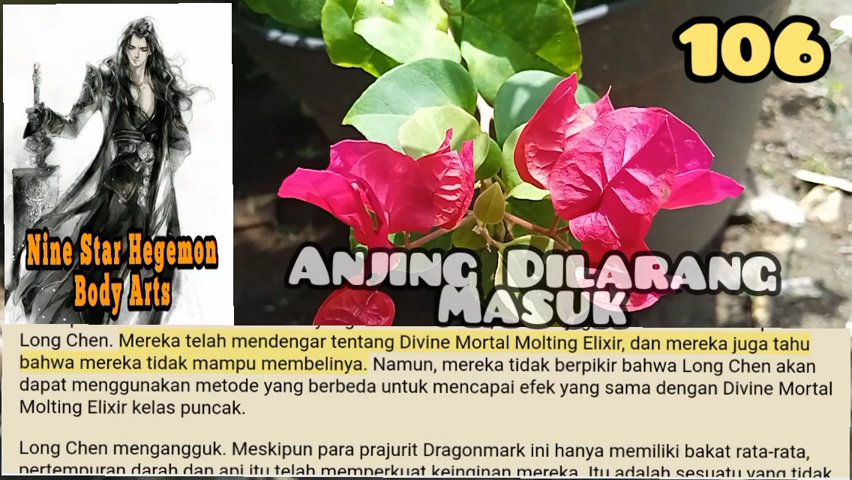 106
Nine Star Hegemon
Body Arts
Anjing Dilarang
Masuk
Long Chen. Mereka telah mendengar tentang Divine Mortal Molting Elixir, dan mereka juga tahu
bahwa mereka tidak mampu membelinya. Namun, mereka tidak berpikir bahwa Long Chen akan
dapat menggunakan metode yang berbeda untuk mencapai efek yang sama dengan Divine Mortal
Molting Elixir kelas puncak.
Long Chen mengangguk. Meskipun para prajurit Dragonmark ini hanya memiliki bakat rata-rata,
pertempuran darah dan api itu telah memperkuat keinginan mereka. Itu adalah sesuatu yang tidak